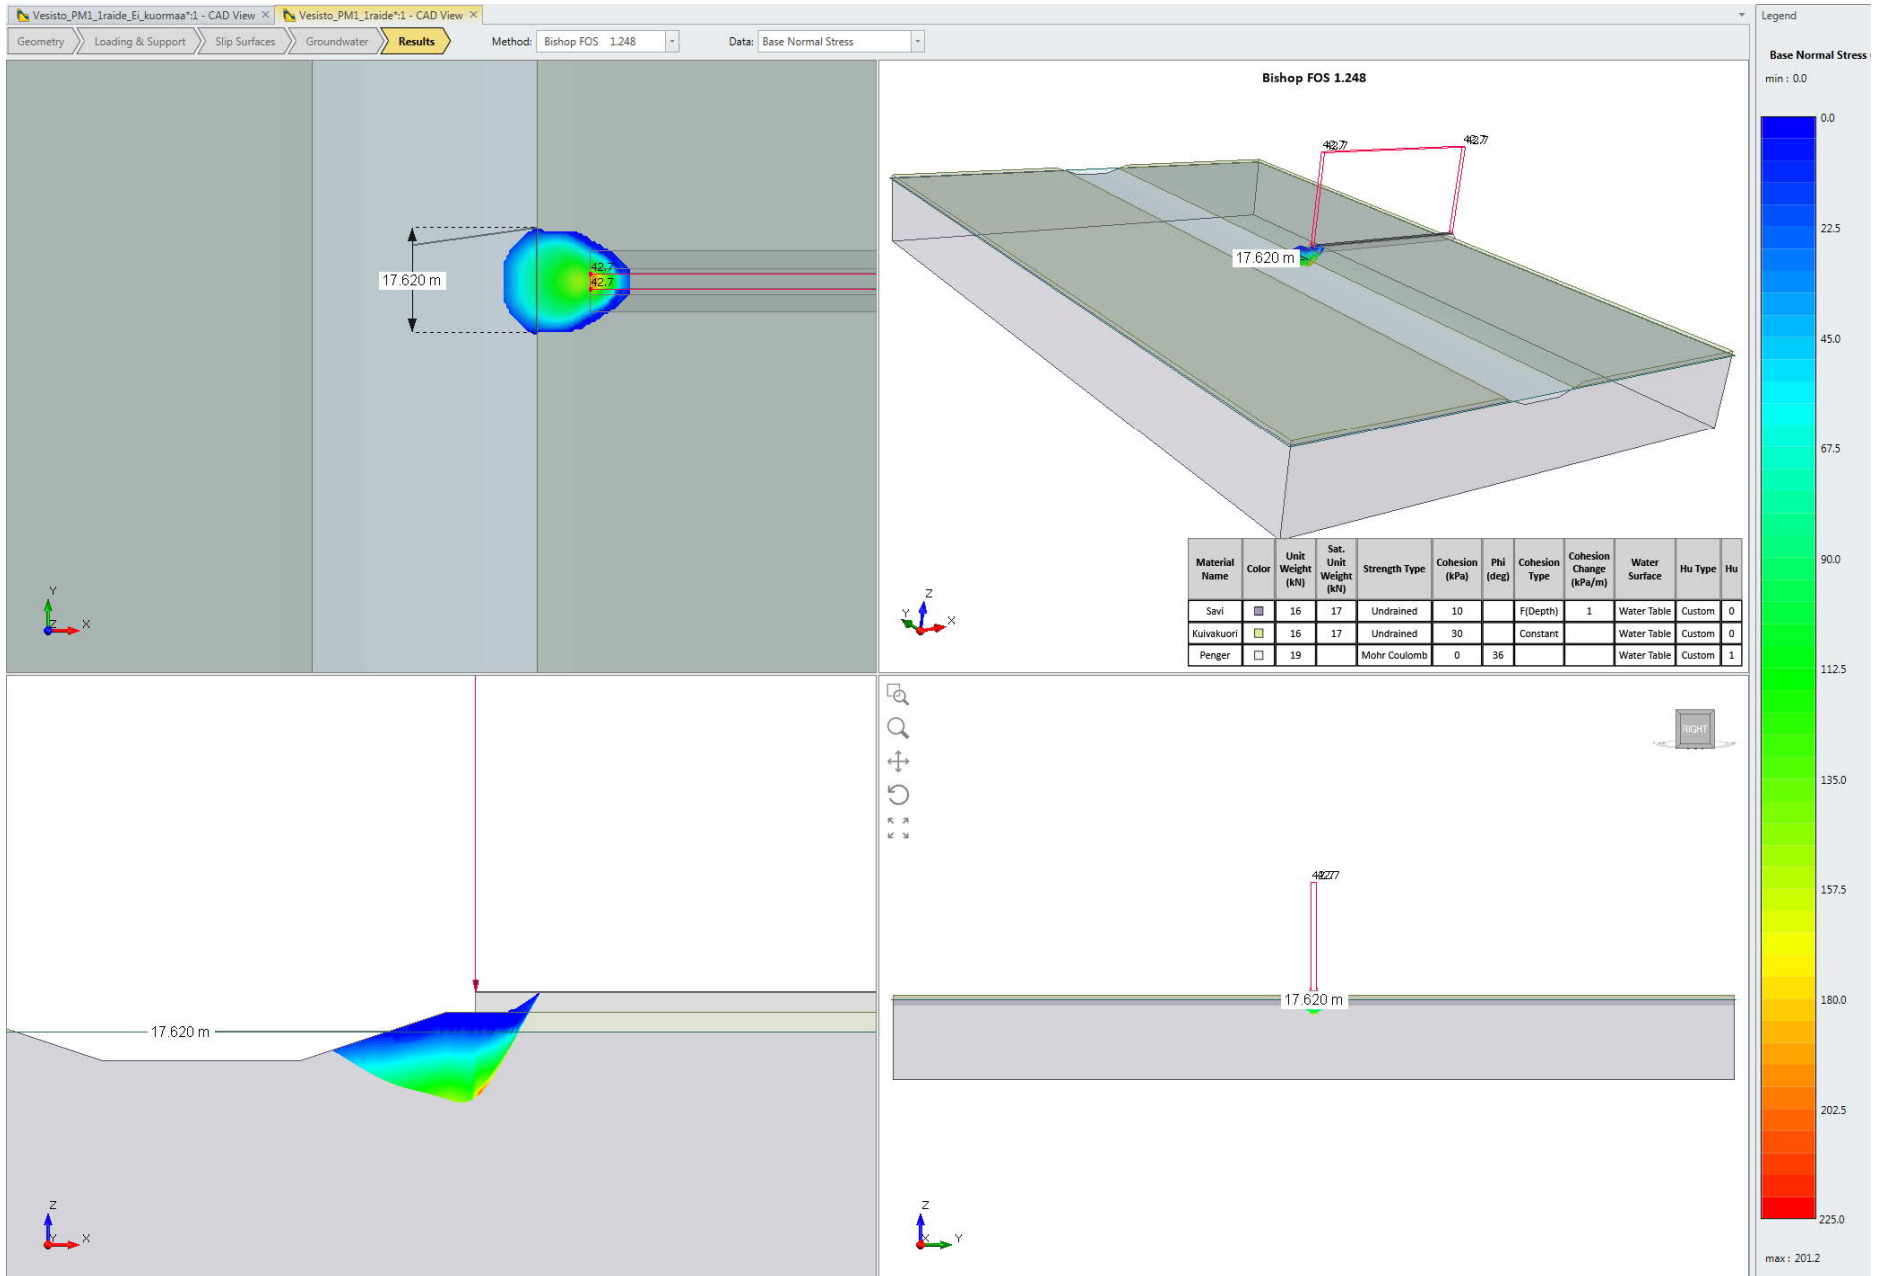 Vesisto_PM1_1raide_Ei_kuormaa*:1 - CAD View
Vesisto_PM1_1raide*:1 - CAD View
Geometry
Loading & Support
Slip Surfaces
Groundwater
Results
Method: Bishop FOS 1.248
Data: Base Normal Stress
17.620 m
42.7
42.7
Y
Z X
Bishop FOS 1.248
42.7
17.620 m
Z
Y X
Material Name Color Unit Weight (kN) Sat. Unit Weight (kN) Strength Type Cohesion (kPa) Phi (deg) Cohesion Type Cohesion Change (kPa/m) Water Surface Hu Type Hu
Savi 16 17 Undrained 10 F(Depth) 1 Water Table Custom 0
Kuivakuori 16 17 Undrained 30 Constant Water Table Custom 0
Penger 19 Mohr Coulomb 0 36 Water Table Custom 1
17.620 m
Z
Y X
RIGHT
17.620 m
Z
X Y
Legend
Base Normal Stress
min : 0.0
0.0
22.5
45.0
67.5
90.0
112.5
135.0
157.5
180.0
202.5
225.0
max : 201.2